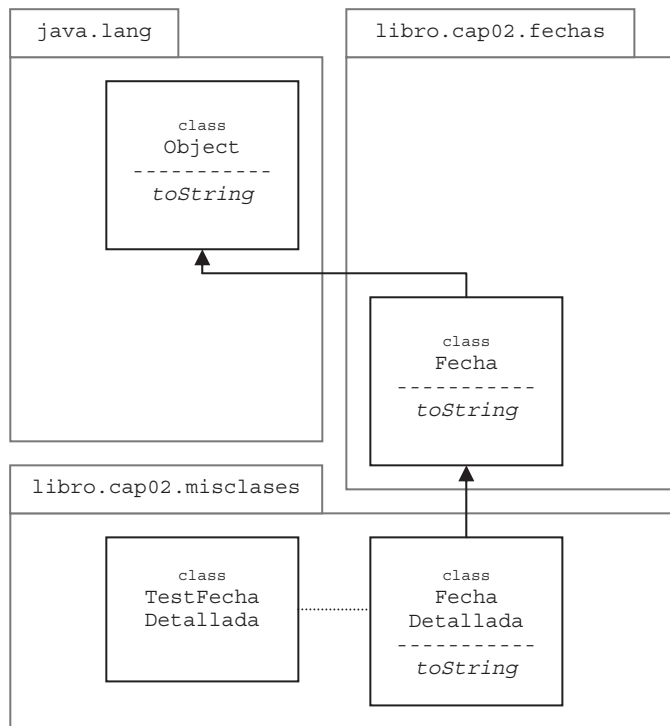 java.lang
libro.cap02.fechas
class
Object
-----------
toString
class
Fecha
-----------
toString
libro.cap02.misclases
class
TestFecha
Detallada
class
Fecha
Detallada
-----------
toString